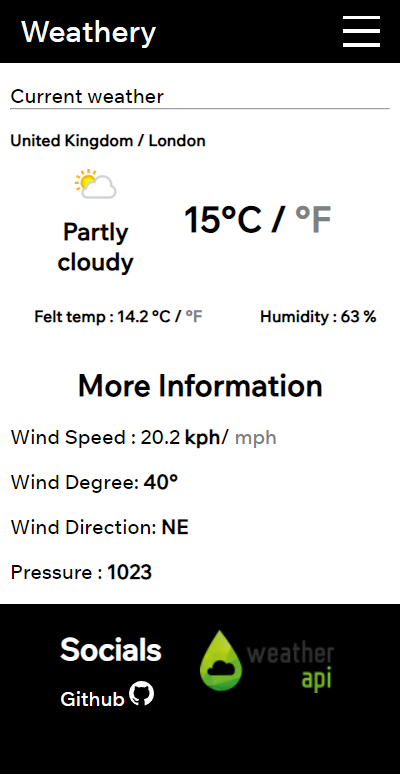 Weathery
Current weather
United Kingdom / London
Partly
cloudy
15°C / °F
Felt temp : 14.2 °C / °F
Humidity : 63 %
More Information
Wind Speed : 20.2 kph/ mph
Wind Degree: 40°
Wind Direction: NE
Pressure : 1023
Socials
Github
weather
api